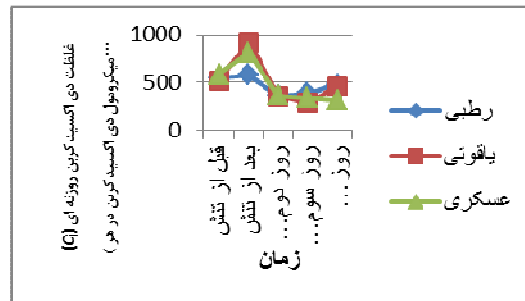 غلظت دی اکسید کربن روزنه ای (Cj)
میکرومول دی اکسید کربن در هر )...
1000
500
0
قبل از تنش
بعد از تنش
روز دوم...
روز سوم...
روز ...
زمان
رطبی
یاقوتی
عسکری